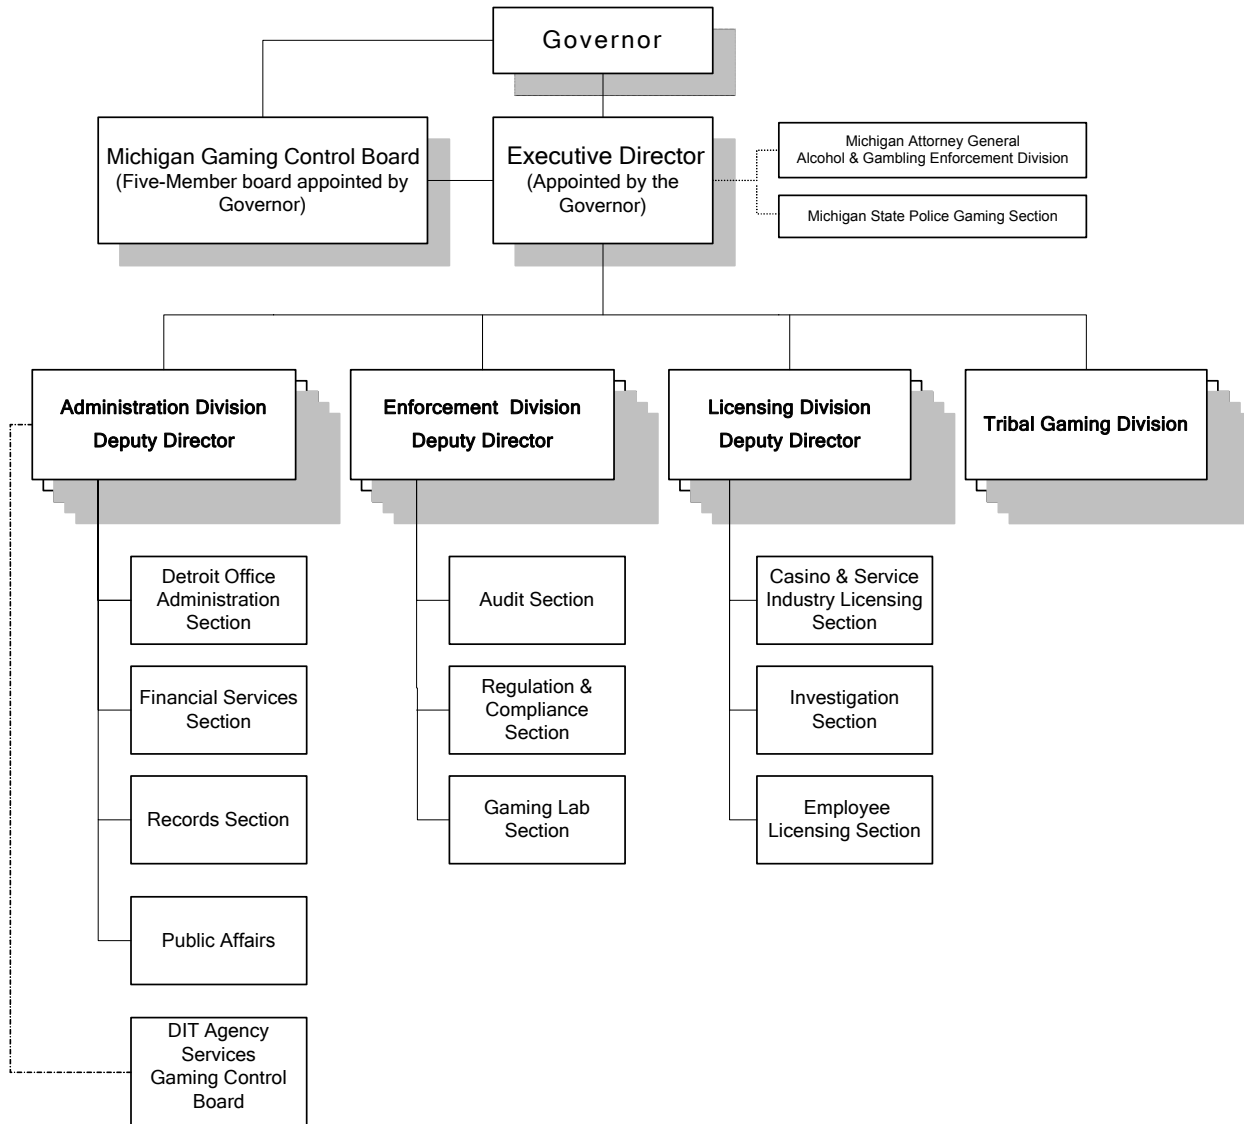 Governor
Michigan Gaming Control Board
(Five-Member board appointed by
Governor)
Executive Director
(Appointed by the
Governor)
Michigan Attorney General
Alcohol & Gambling Enforcement Division
Michigan State Police Gaming Section
Administration Division
Deputy Director
Enforcement Division
Deputy Director
Licensing Division
Deputy Director
Tribal Gaming Division
Detroit Office
Administration
Section
Audit Section
Casino & Service
Industry Licensing
Section
Financial Services
Section
Regulation &
Compliance
Section
Investigation
Section
Records Section
Gaming Lab
Section
Employee
Licensing Section
Public Affairs
DIT Agency
Services
Gaming Control
Board